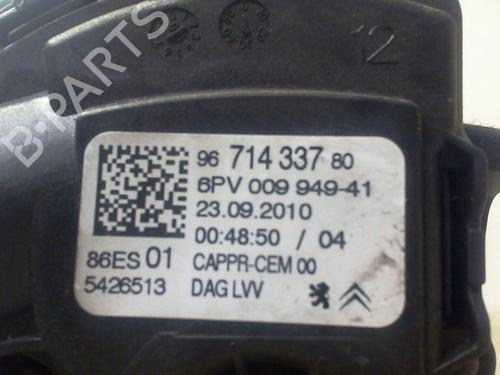 B-PARTS
12
96 714 337 80
6PV 009 949-41
23.09.2010
00:48:50 / 04
86ES 01 CAPPR-CEM 00
5426513 DAG LVV